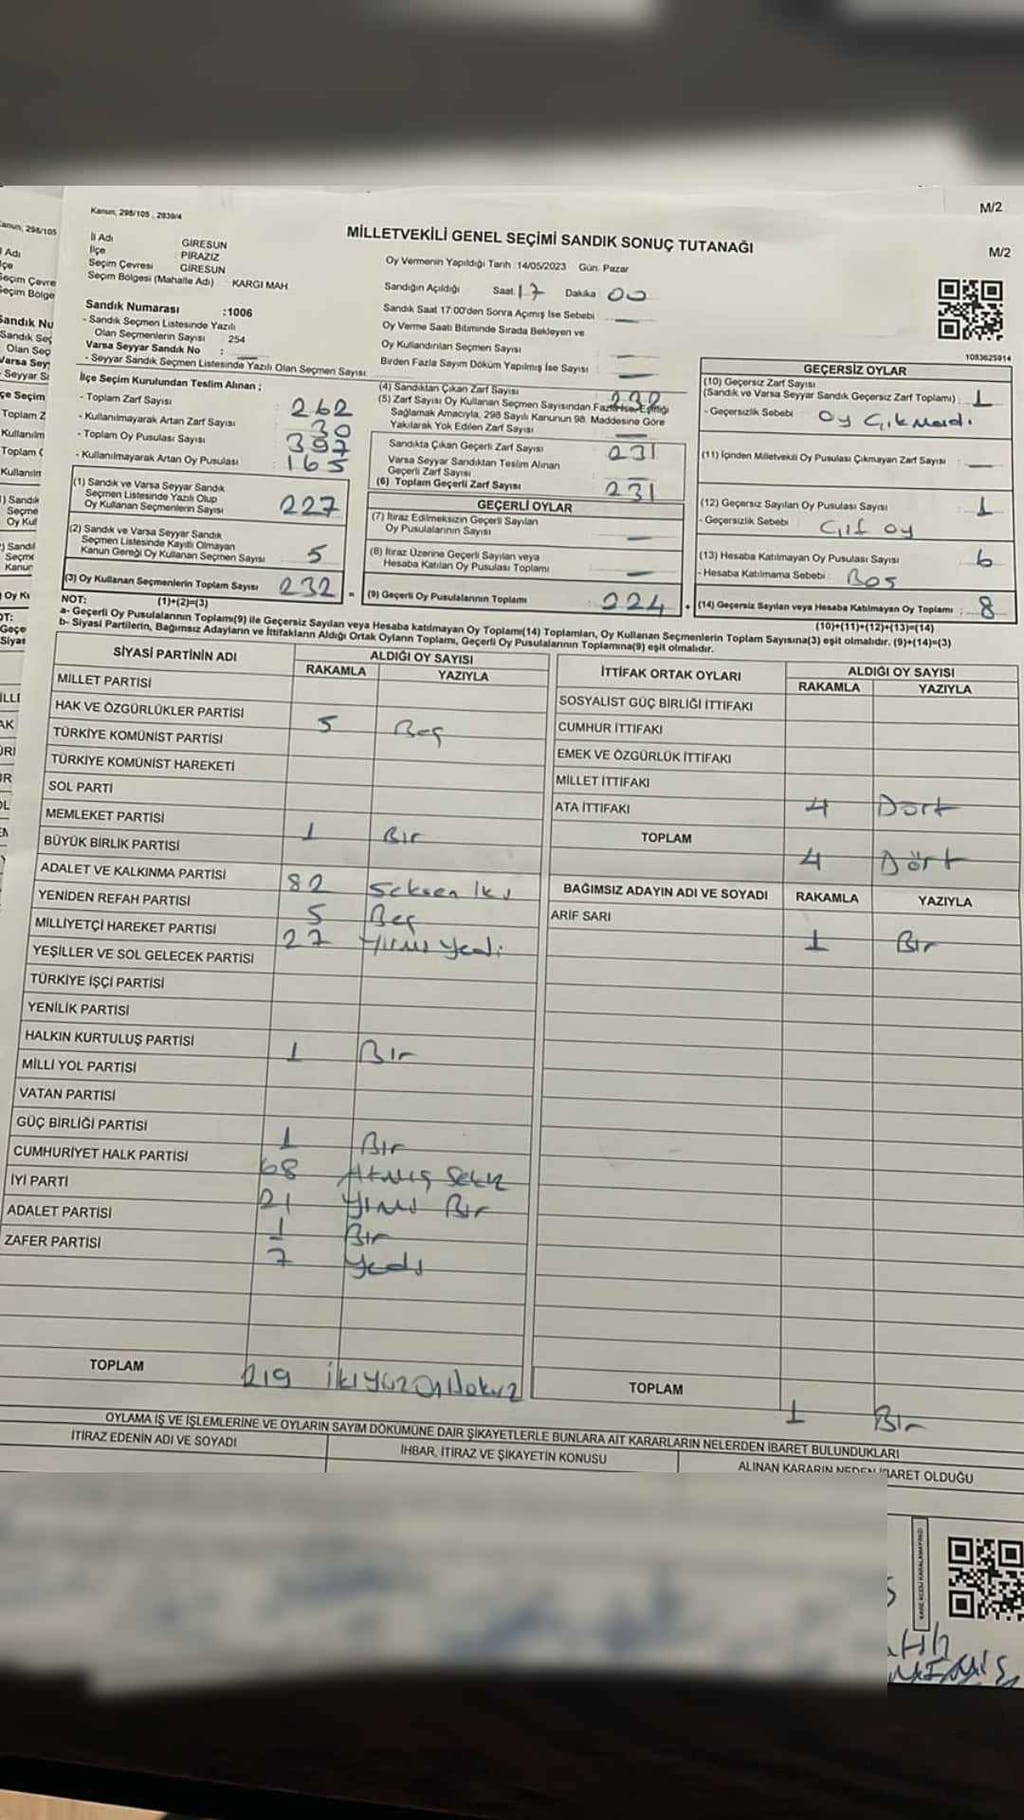 M/2
Kanun, 298/105 , 2839/4
M/2
MİLLETVEKİLİ GENEL SEÇİMİ SANDIK SONUÇ TUTANAĞI
İl Adı GİRESUN
İlçe PİRAZİZ
Seçim Çevresi GİRESUN
Seçim Bölgesi (Mahalle Adı) KARGI MAH
Oy Vermenin Yapıldığı Tarih :14/05/2023 Gün: Pazar
Sandığın Açıldığı Saat 17 Dakika 00
Sandık Saat 17:00'den Sonra Açımış İse Sebebi
Oy Verme Saati Bitiminde Sırada Bekleyen ve
Oy Kullandırılan Seçmen Sayısı
Birden Fazla Sayım Döküm Yapılmış İse Sayısı
Sandık Numarası :1006
- Sandık Seçmen Listesinde Yazılı
Olan Seçmenlerin Sayısı 254
Varsa Seyyar Sandık No :
- Seyyar Sandık Seçmen Listesinde Yazılı Olan Seçmen Sayısı
1083625914
İlçe Seçim Kurulundan Teslim Alınan ;
- Toplam Zarf Sayısı 262
- Kullanılmayarak Artan Zarf Sayısı 30
- Toplam Oy Pusulası Sayısı 397
- Kullanılmayarak Artan Oy Pusulası 165
(1) Sandık ve Varsa Seyyar Sandık
Seçmen Listesinde Yazılı Olup
Oy Kullanan Seçmenlerin Sayısı 227
(2) Sandık ve Varsa Seyyar Sandık
Seçmen Listesinde Kayıtlı Olmayan
Kanun Gereği Oy Kullanan Seçmen Sayısı 5
(3) Oy Kullanan Seçmenlerin Toplam Sayısı 232 =
(1)+(2)=(3)
(4) Sandıktan Çıkan Zarf Sayısı 232
(5) Zarf Sayısı Oy Kullanan Seçmen Sayısından Fazla İse, Eşitliği
Sağlamak Amacıyla, 298 Sayılı Kanunun 98. Maddesine Göre
Yakılarak Yok Edilen Zarf Sayısı
Sandıkta Çıkan Geçerli Zarf Sayısı 231
Varsa Seyyar Sandıktan Teslim Alınan
Geçerli Zarf Sayısı
(6) Toplam Geçerli Zarf Sayısı 231
GEÇERLİ OYLAR
(7) İtiraz Edilmeksizin Geçerli Sayılan
Oy Pusulalarının Sayısı
(8) İtiraz Üzerine Geçerli Sayılan veya
Hesaba Katılan Oy Pusulası Toplamı
(9) Geçerli Oy Pusulalarının Toplamı 224 +
GEÇERSİZ OYLAR
(10) Geçersiz Zarf Sayısı
(Sandık ve Varsa Seyyar Sandık Geçersiz Zarf Toplamı) 1
- Geçersizlik Sebebi Oy Çıkmadı.
(11) İçinden Milletvekili Oy Pusulası Çıkmayan Zarf Sayısı
(12) Geçersiz Sayılan Oy Pusulası Sayısı 1
- Geçersizlik Sebebi Çif oy
(13) Hesaba Katılmayan Oy Pusulası Sayısı 6
- Hesaba Katılmama Sebebi Boş
(14) Geçersiz Sayılan veya Hesaba Katılmayan Oy Toplamı : 8
(10)+(11)+(12)+(13)=(14)
NOT:
a- Geçerli Oy Pusulalarının Toplamı(9) ile Geçersiz Sayılan veya Hesaba katılmayan Oy Toplamı(14) Toplamları, Oy Kullanan Seçmenlerin Toplam Sayısına(3) eşit olmalıdır. (9)+(14)=(3)
b- Siyasi Partilerin, Bağımsız Adayların ve İttifakların Aldığı Ortak Oyların Toplamı, Geçerli Oy Pusulalarının Toplamına(9) eşit olmalıdır.
SİYASİ PARTİNİN ADI ALDIĞI OY SAYISI
RAKAMLA YAZIYLA
MİLLET PARTİSİ
HAK VE ÖZGÜRLÜKLER PARTİSİ 5 Beş
TÜRKİYE KOMÜNİST PARTİSİ
TÜRKİYE KOMÜNİST HAREKETİ
SOL PARTİ
MEMLEKET PARTİSİ 1 Bir
BÜYÜK BİRLİK PARTİSİ
ADALET VE KALKINMA PARTİSİ 82 Seksen İki
YENİDEN REFAH PARTİSİ 5 Beş
MİLLİYETÇİ HAREKET PARTİSİ 27 Yirmi Yedi
YEŞİLLER VE SOL GELECEK PARTİSİ
TÜRKİYE İŞÇİ PARTİSİ
YENİLİK PARTİSİ
HALKIN KURTULUŞ PARTİSİ 1 Bir
MİLLİ YOL PARTİSİ
VATAN PARTİSİ
GÜÇ BİRLİĞİ PARTİSİ 1 Bir
CUMHURİYET HALK PARTİSİ 68 Atmış Sekiz
İYİ PARTİ 21 Yirmi Bir
ADALET PARTİSİ 1 Bir
ZAFER PARTİSİ 7 Yedi
TOPLAM 219 İkiyüzOndokuz
İTTİFAK ORTAK OYLARI ALDIĞI OY SAYISI
RAKAMLA YAZIYLA
SOSYALİST GÜÇ BİRLİĞİ İTTİFAKI
CUMHUR İTTİFAKI
EMEK VE ÖZGÜRLÜK İTTİFAKI
MİLLET İTTİFAKI
ATA İTTİFAKI 4 Dört
TOPLAM 4 Dört
BAĞIMSIZ ADAYIN ADI VE SOYADI RAKAMLA YAZIYLA
ARİF SARI 1 Bir
TOPLAM 1 Bir
OYLAMA İŞ VE İŞLEMLERİNE VE OYLARIN SAYIM DÖKÜMÜNE DAİR ŞİKAYETLERLE BUNLARA AİT KARARLARIN NELERDEN İBARET BULUNDUKLARI
İTİRAZ EDENİN ADI VE SOYADI İHBAR, İTİRAZ VE ŞİKAYETİN KONUSU ALINAN KARARIN NEDEN İBARET OLDUĞU